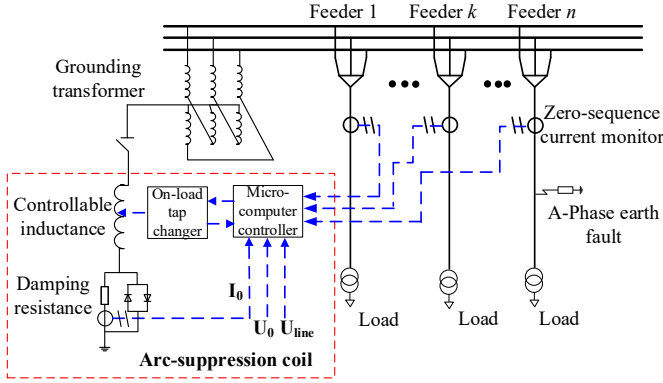 Feeder 1
Feeder k
Feeder n
Grounding
transformer
Zero-sequence
current monitor
Controllable
inductance
On-load
tap
changer
Micro-
computer
controller
A-Phase earth
fault
Damping
resistance
I0
U0
Uline
Load
Load
Load
Arc-suppression coil